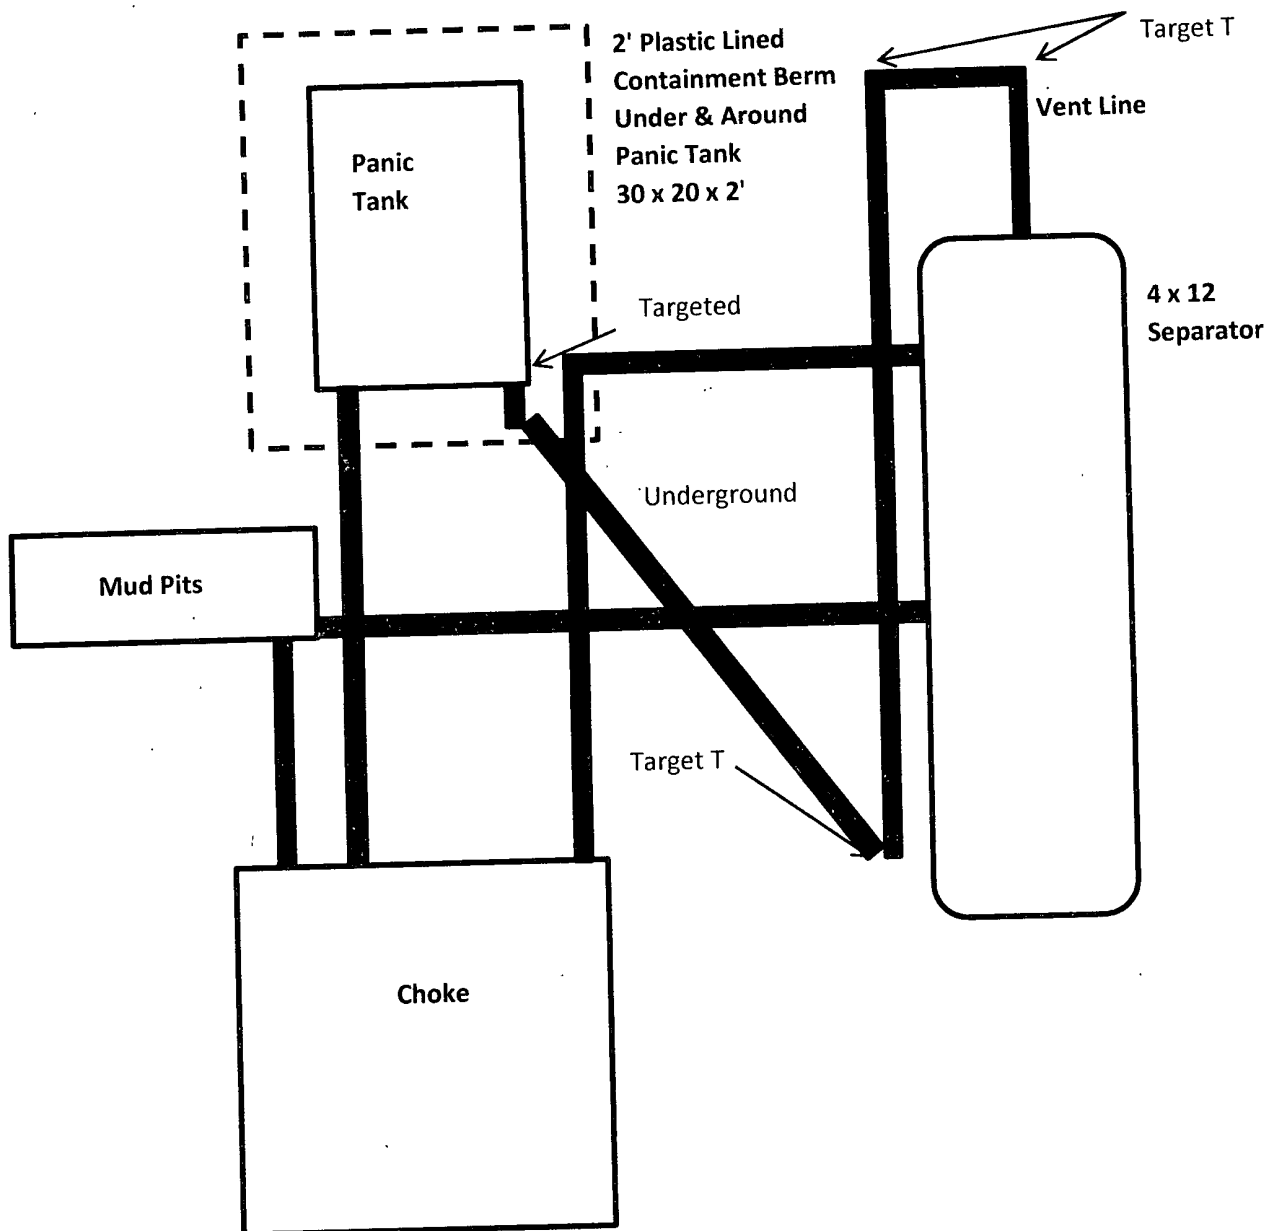 2' Plastic Lined
Containment Berm
Under & Around
Panic Tank
30 x 20 x 2'
Target T
Vent Line
Panic
Tank
4 x 12
Separator
Targeted
Underground
Mud Pits
Target T
Choke